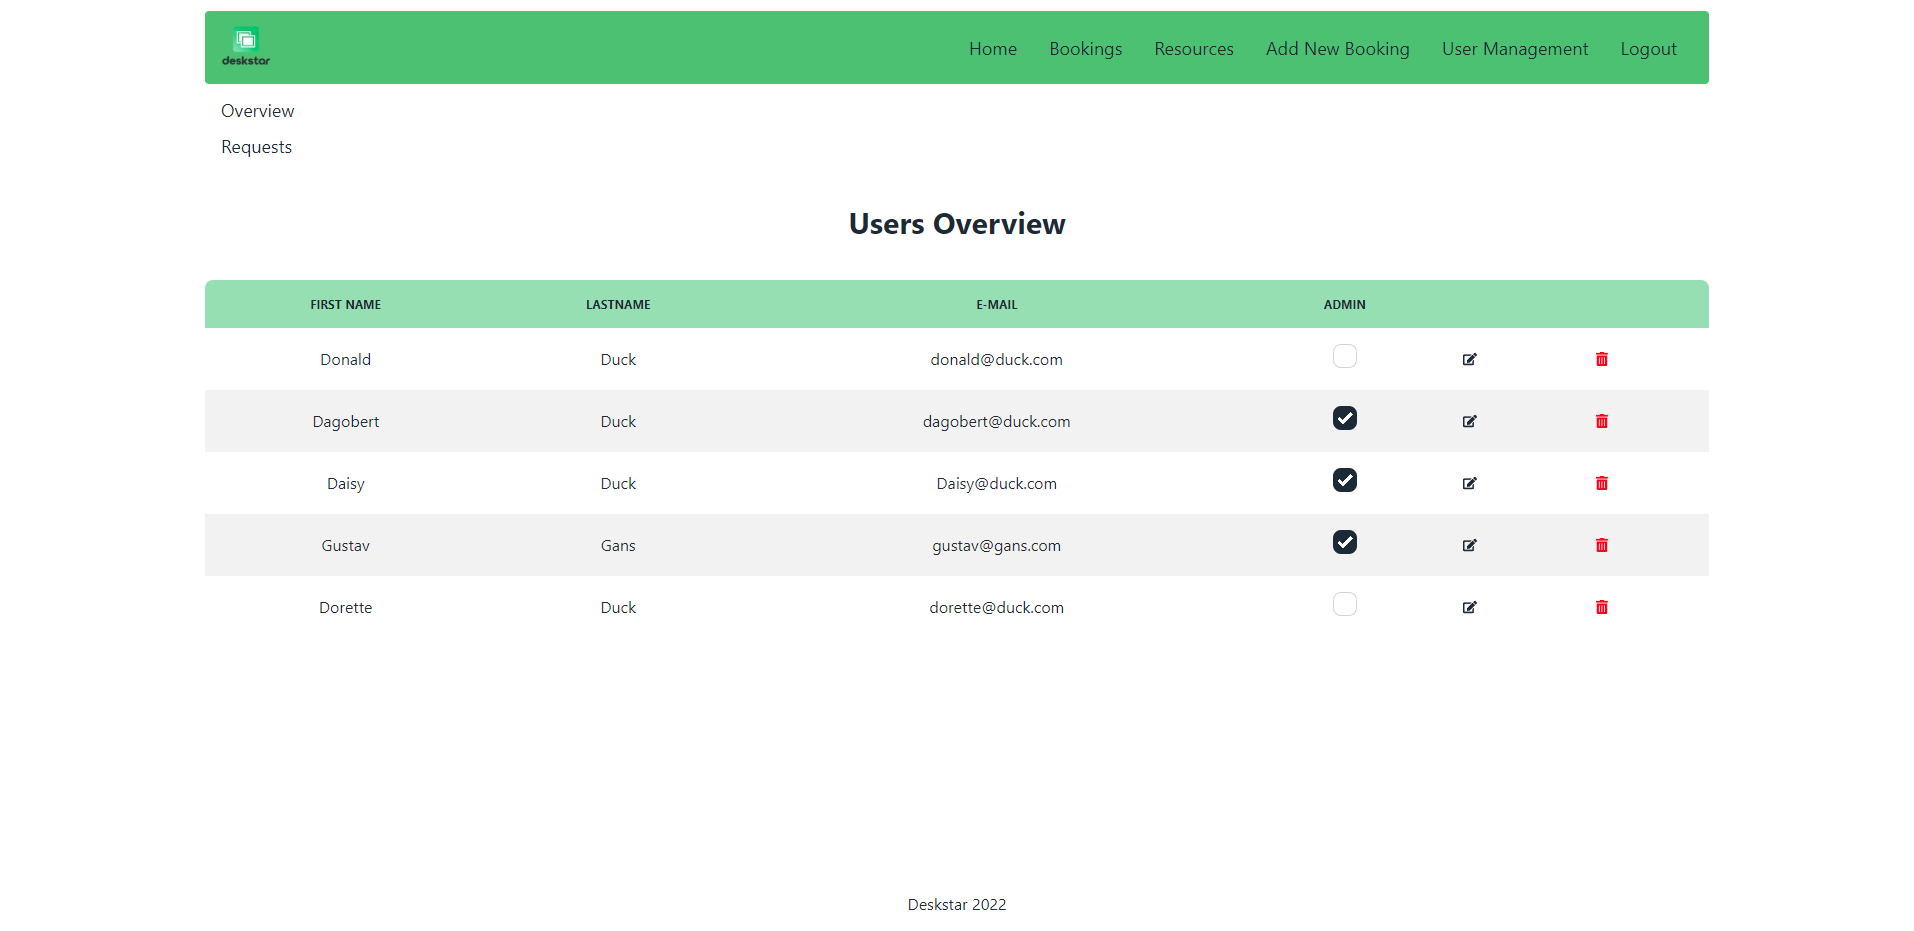 deskstar
Home Bookings Resources Add New Booking User Management Logout
Overview
Requests
Users Overview
FIRST NAME LASTNAME E-MAIL ADMIN
Donald Duck donald@duck.com
Dagobert Duck dagobert@duck.com
Daisy Duck Daisy@duck.com
Gustav Gans gustav@gans.com
Dorette Duck dorette@duck.com
Deskstar 2022